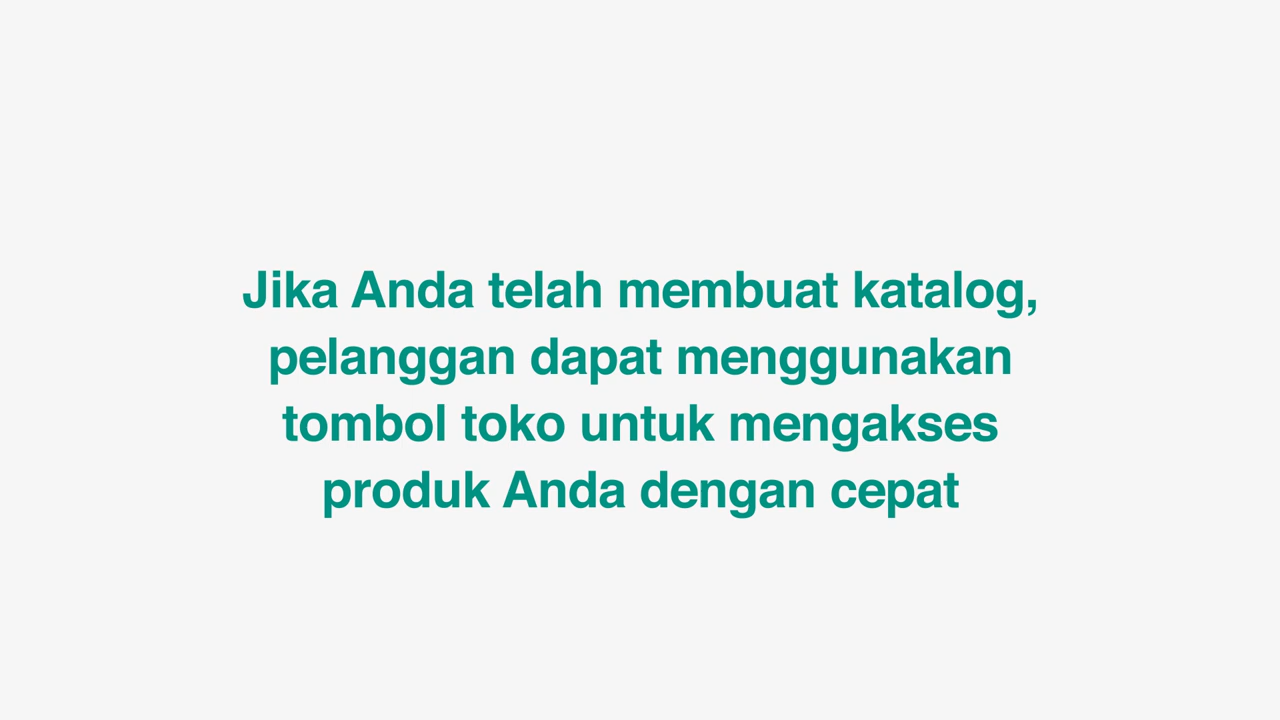 Jika Anda telah membuat katalog,
pelanggan dapat menggunakan
tombol toko untuk mengakses
produk Anda dengan cepat